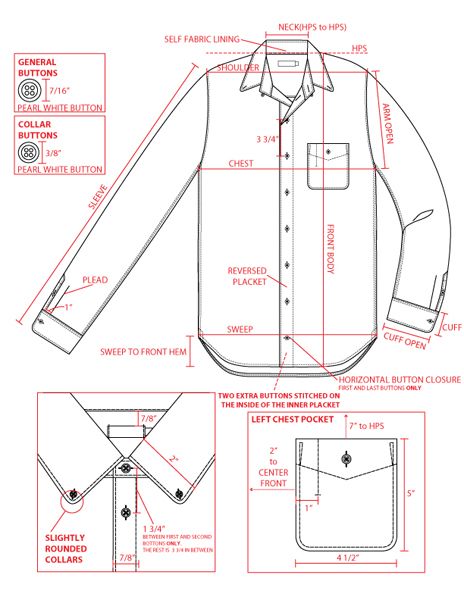 NECK(HPS to HPS)
SELF FABRIC LINING
HPS
GENERAL
BUTTONS
7/16"
PEARL WHITE BUTTON
COLLAR
BUTTONS
3/8"
PEARL WHITE BUTTON
SHOULDER
ARM OPEN
3 3/4"
CHEST
SLEEVE
FRONT BODY
PLEAD
REVERSED
PLACKET
1"
SWEEP
CUFF
CUFF OPEN
SWEEP TO FRONT HEM
HORIZONTAL BUTTON CLOSURE
FIRST AND LAST BUTTONS ONLY
TWO EXTRA BUTTONS STITCHED ON
THE INSIDE OF THE INNER PLACKET
7/8"
2"
SLIGHTLY
ROUNDED
COLLARS
1 3/4"
BETWEEN FIRST AND SECOND
BOTTONS ONLY
THE REST IS 3 3/4 IN BETWEEN
7/8"
LEFT CHEST POCKET
7" to HPS
2"
to
CENTER
FRONT
1"
5"
4 1/2"